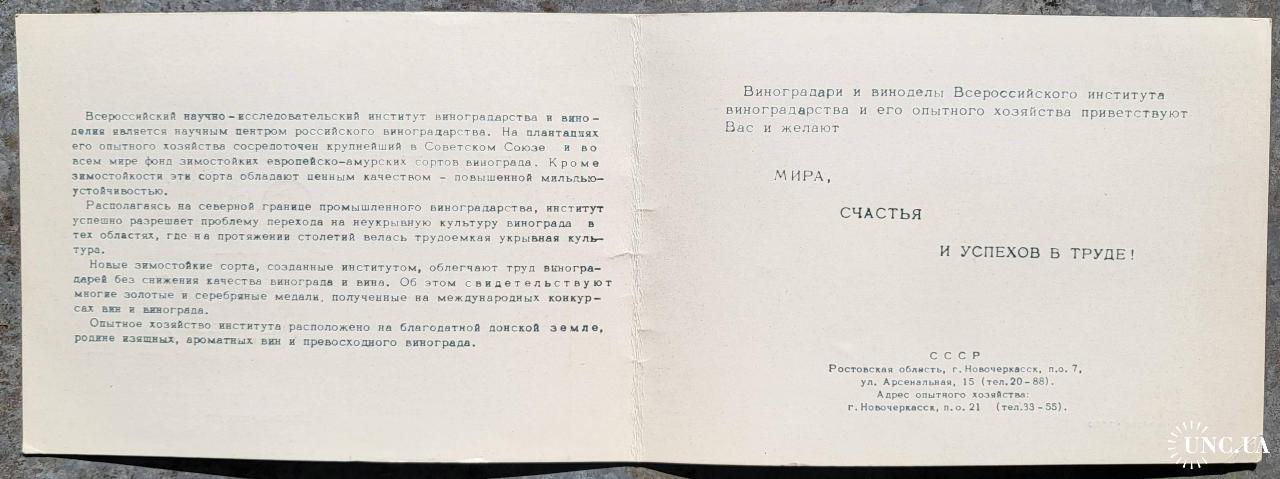 Всероссийский научно-исследовательский институт виноградарства и вино-
делия является научным центром российского виноградарства. На плантациях
его опытного хозяйства сосредоточен крупнейший в Советском Союзе и во
всем мире фонд зимостойких европейско-амурских сортов винограда. Кроме
зимостойкости эти сорта обладают ценным качеством - повышенной мильдью-
устойчивостью.
Располагаясь на северной границе промышленного виноградарства, институт
успешно разрешает проблему перехода на неукрывную культуру винограда в
тех областях, где на протяжении столетий велась трудоемкая укрывная куль-
тура.
Новые зимостойкие сорта, созданные институтом, облегчают труд виногра-
дарей без снижения качества винограда и вина. Об этом свидетельствуют
многие золотые и серебряные медали, полученные на международных конкур-
сах вин и винограда.
Опытное хозяйство института расположено на благодатной донской земле,
родине изящных, ароматных вин и превосходного винограда.
Виноградари и виноделы Всероссийского института
виноградарства и его опытного хозяйства приветствуют
Вас и желают
МИРА,
СЧАСТЬЯ
И УСПЕХОВ В ТРУДЕ!
СССР
Ростовская область, г. Новочеркасск, п.о. 7,
ул. Арсенальная, 15 (тел.20-88).
Адрес опытного хозяйства:
г. Новочеркасск, п.о. 21 (тел.33-55).
UNC.UA